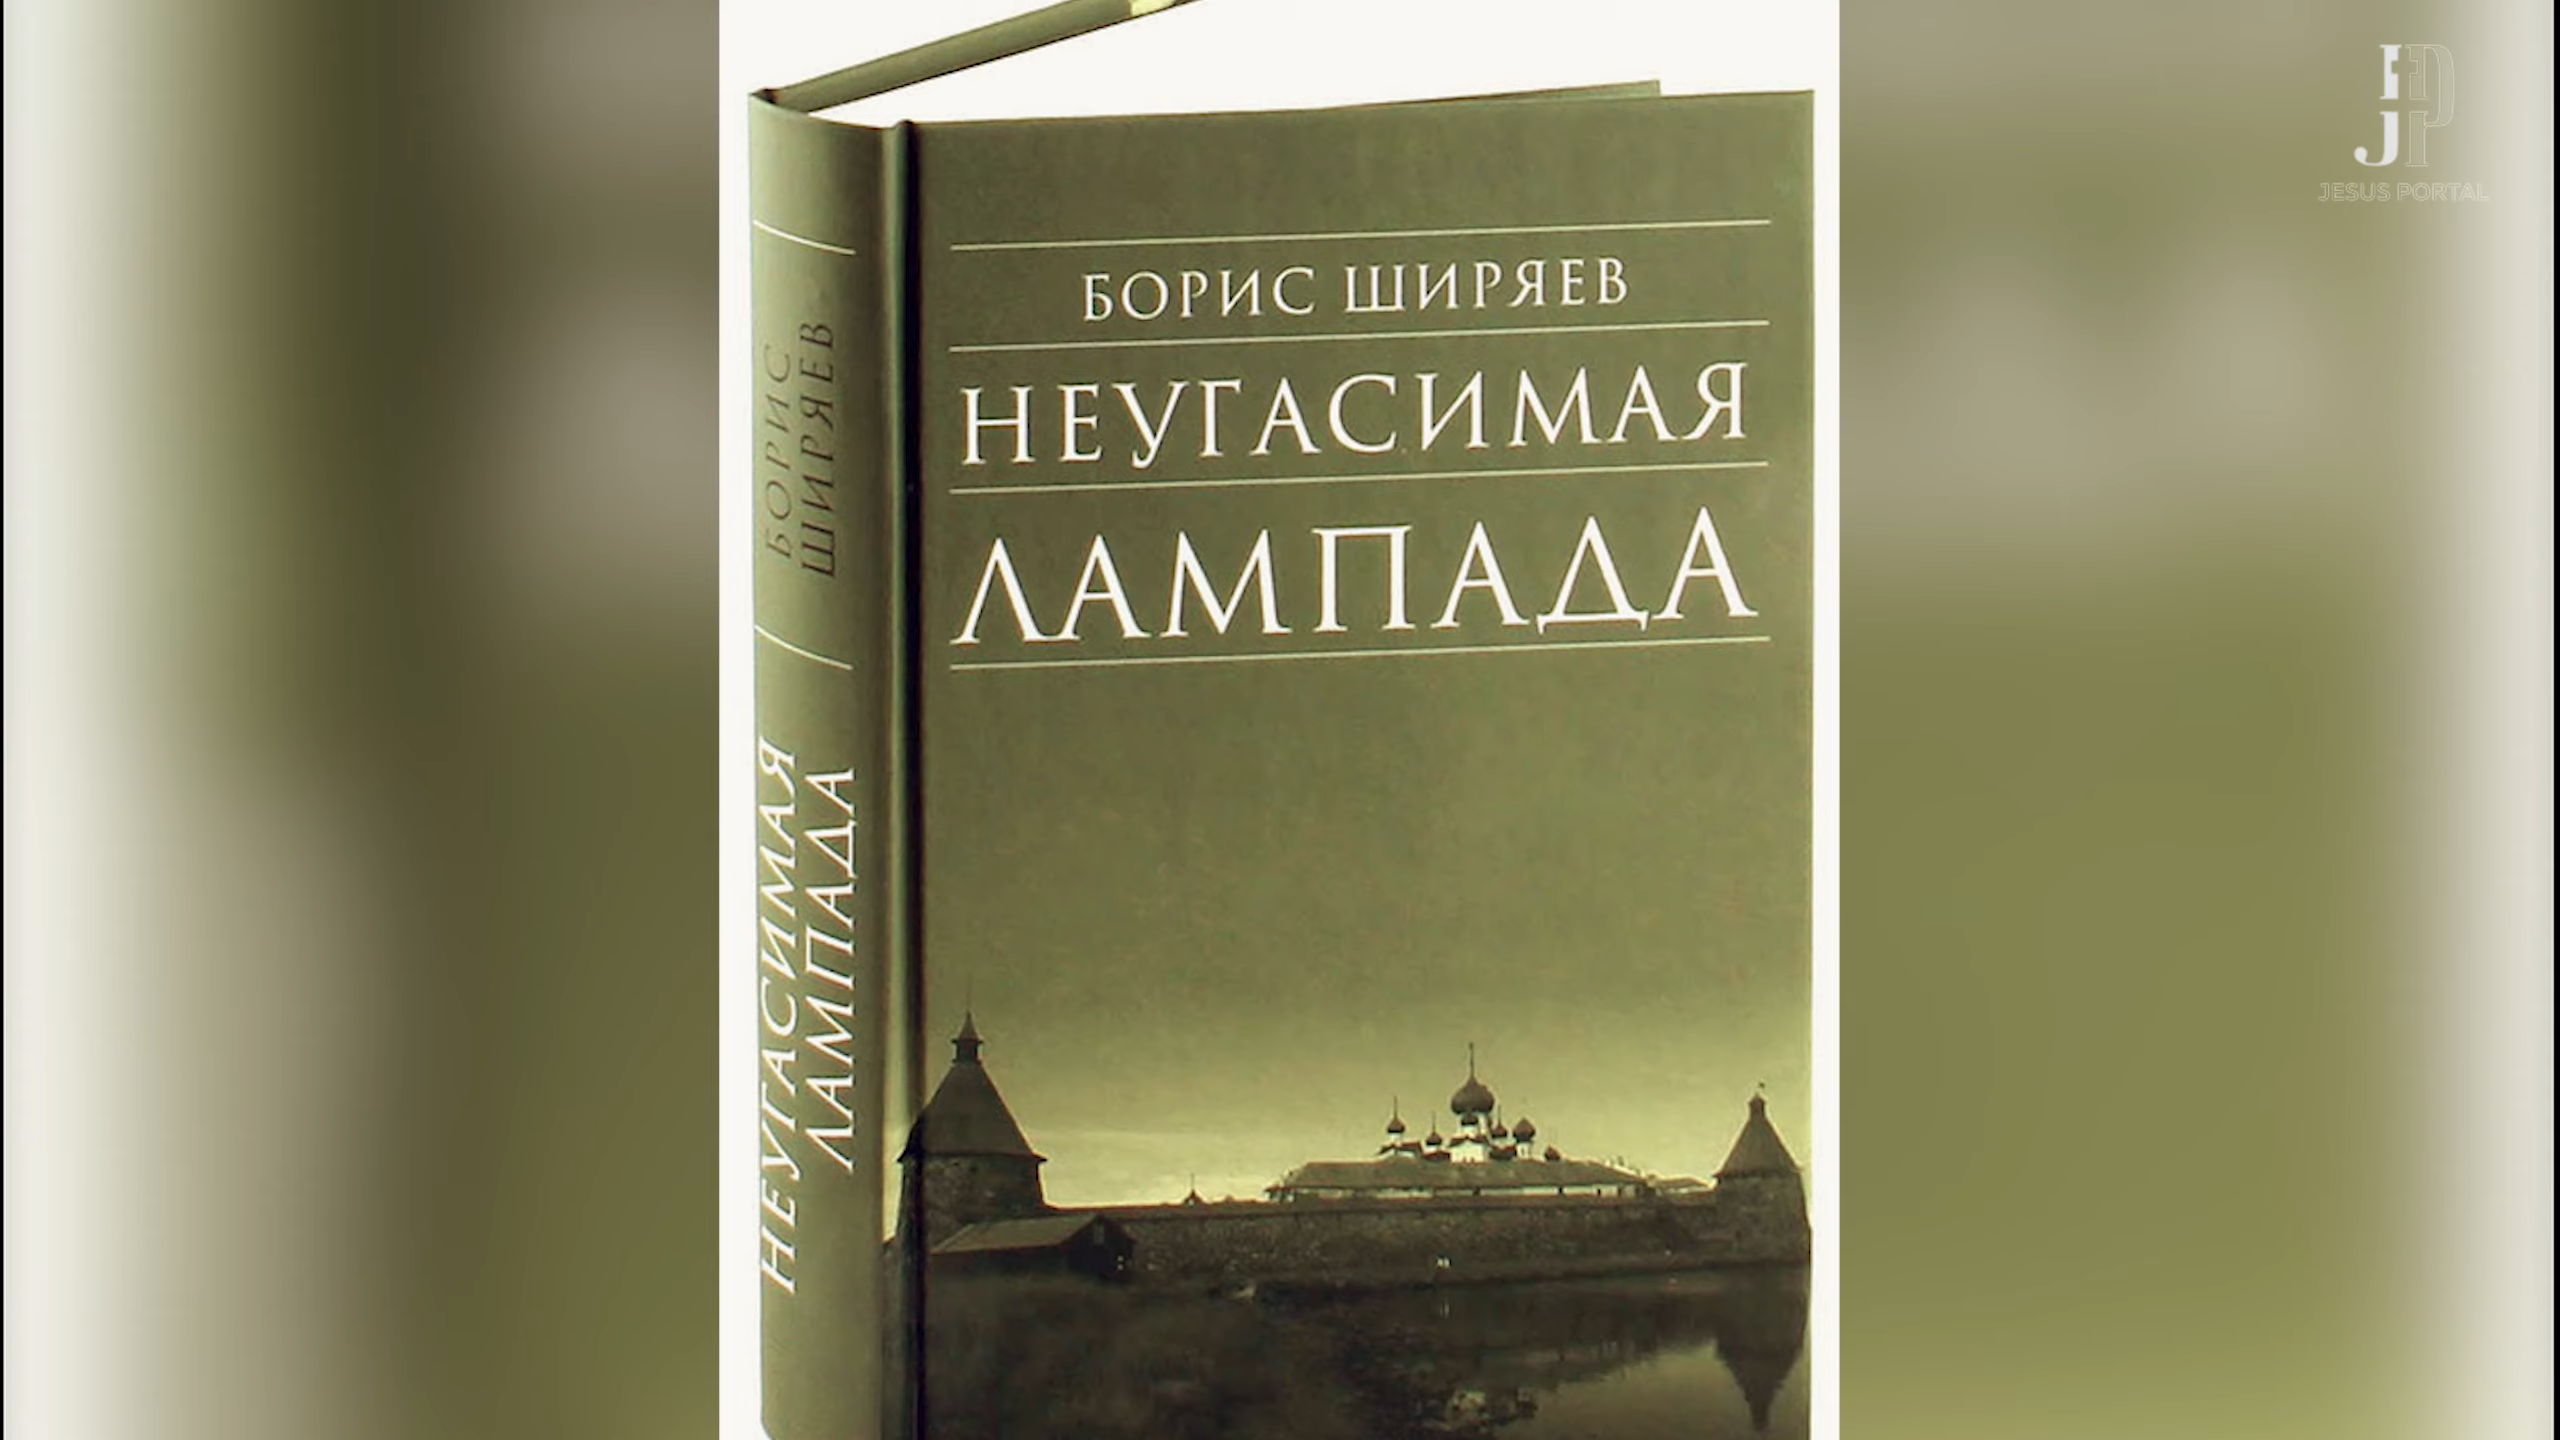 JESUS PORTAL
БОРИС ШИРЯЕВ
НЕУГАСИМАЯ
ЛАМПАДА
БОРИС
ШИРЯЕВ
НЕУГАСИМАЯ
ЛАМПАДА